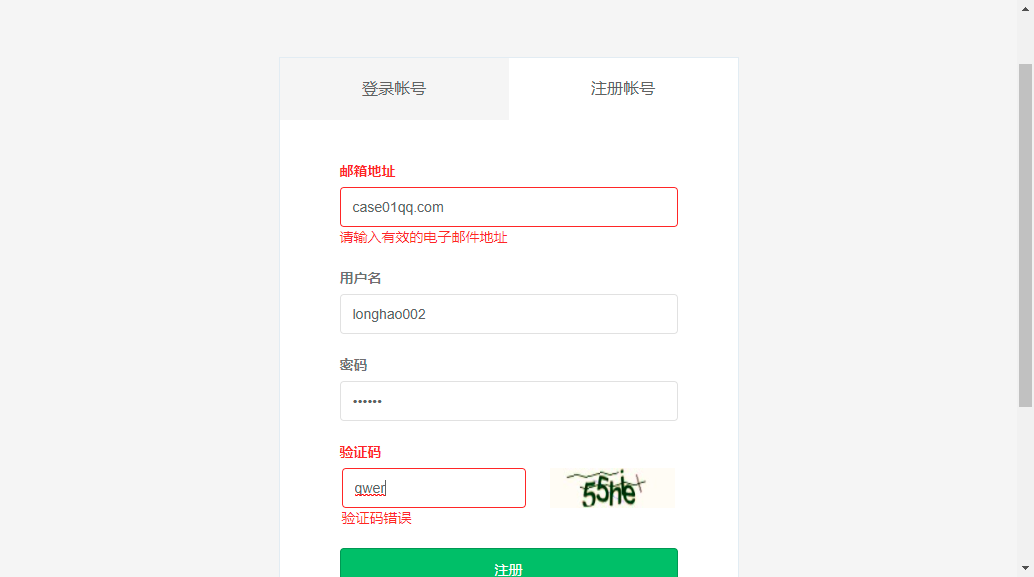 登录帐号
注册帐号
邮箱地址
case01qq.com
请输入有效的电子邮件地址
用户名
longhao002
密码
••••••
验证码
qwer
验证码错误
注册